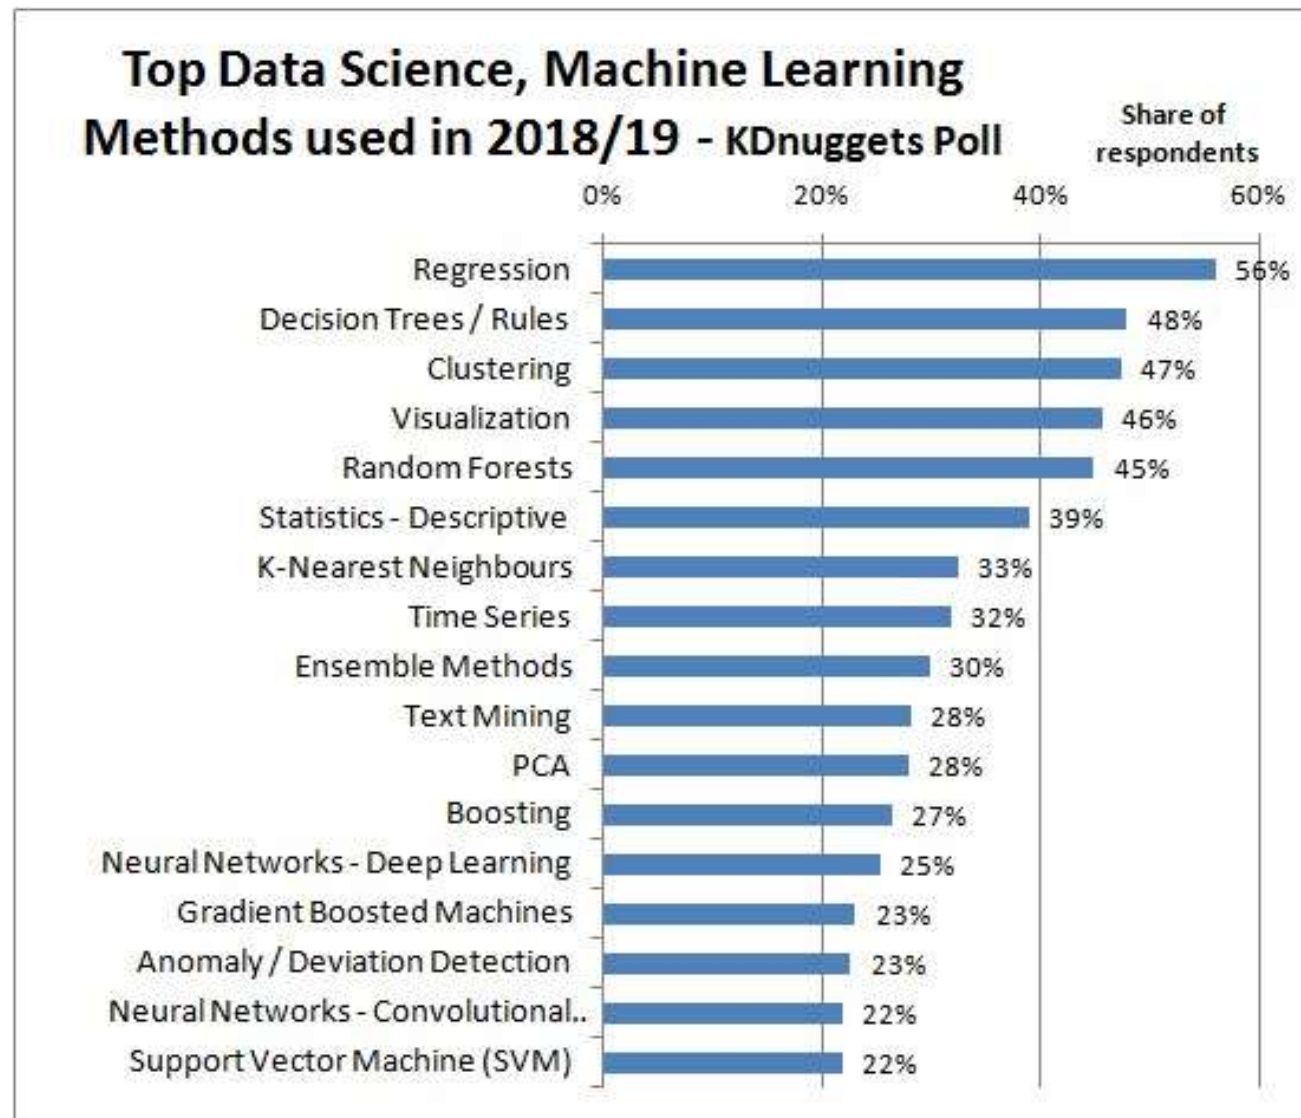 Top Data Science, Machine Learning
Methods used in 2018/19 - KDnuggets Poll
Share of
respondents
0% 20% 40% 60%
Regression 56%
Decision Trees / Rules 48%
Clustering 47%
Visualization 46%
Random Forests 45%
Statistics - Descriptive 39%
K-Nearest Neighbours 33%
Time Series 32%
Ensemble Methods 30%
Text Mining 28%
PCA 28%
Boosting 27%
Neural Networks - Deep Learning 25%
Gradient Boosted Machines 23%
Anomaly / Deviation Detection 23%
Neural Networks - Convolutional.. 22%
Support Vector Machine (SVM) 22%